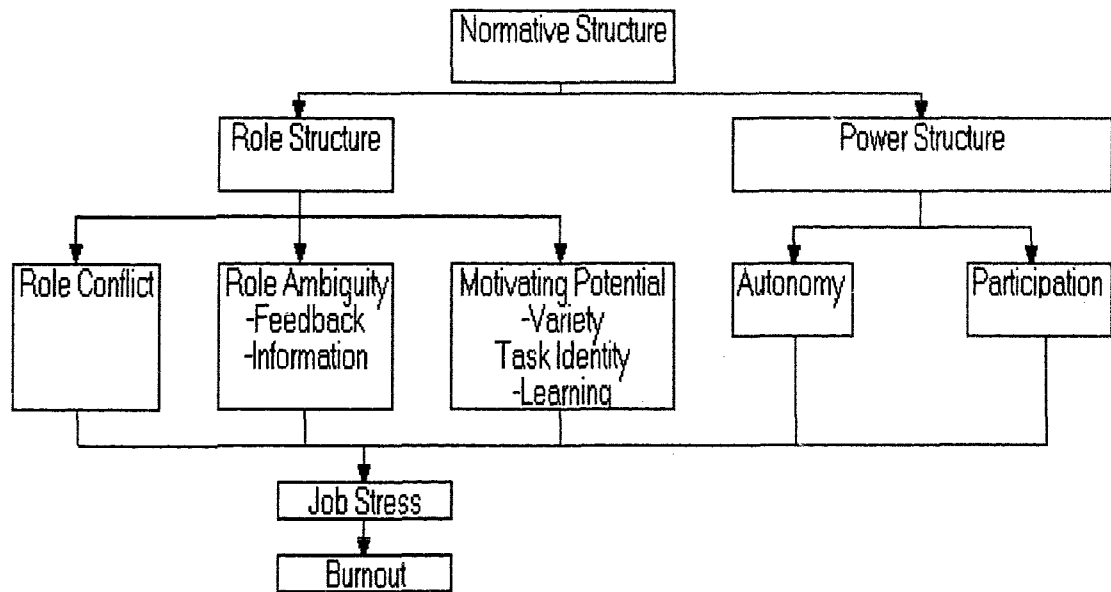 Normative Structure
Role Structure
Power Structure
Role Conflict
Role Ambiguity
-Feedback
-Information
Motivating Potential
-Variety
Task Identity
-Learning
Autonomy
Participation
Job Stress
Burnout